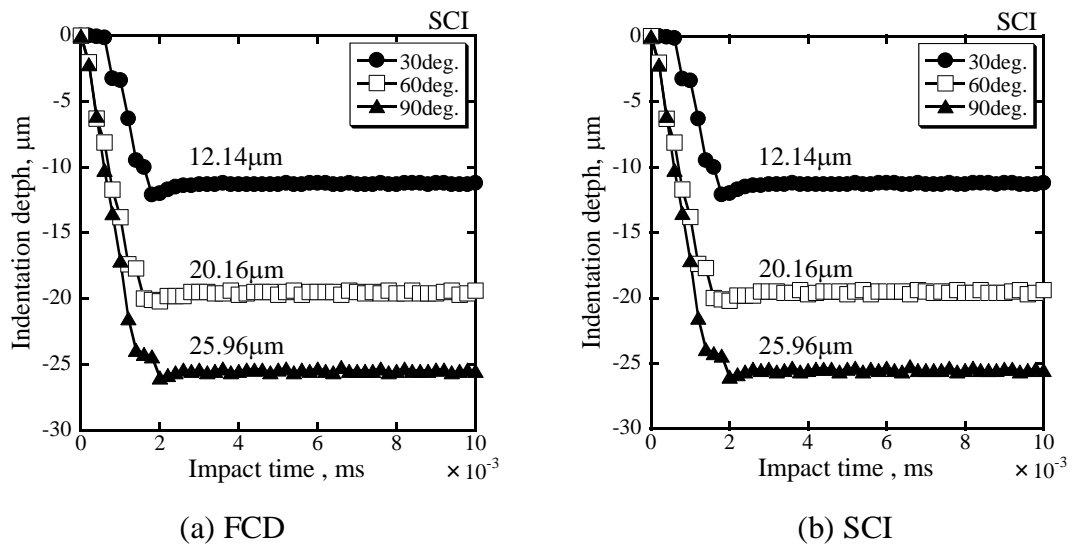 SCI
0
-5
-10
-15
-20
-25
-30
Indentation detph, μm
30deg.
60deg.
90deg.
12.14μm
20.16μm
25.96μm
0 2 4 6 8 10
Impact time , ms
×10⁻³
(a) FCD
SCI
0
-5
-10
-15
-20
-25
-30
Indentation detph, μm
30deg.
60deg.
90deg.
12.14μm
20.16μm
25.96μm
0 2 4 6 8 10
Impact time , ms
×10⁻³
(b) SCI